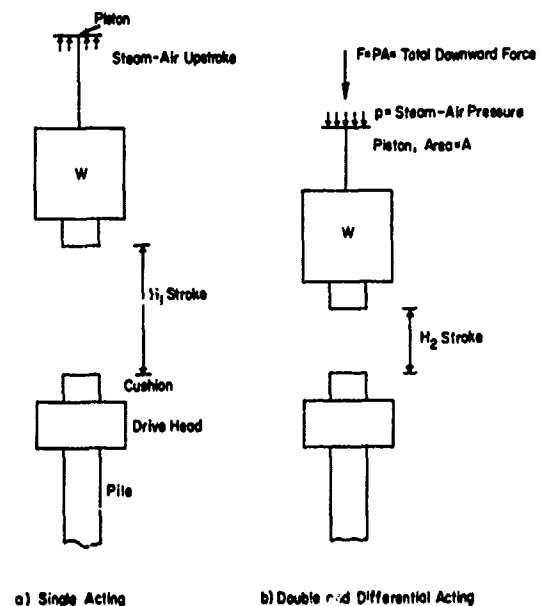 Piston
Steam-Air Upstroke
W
H₁ Stroke
Cushion
Drive Head
Pile
a) Single Acting
F=PA= Total Downward Force
p= Steam-Air Pressure
Piston, Area=A
W
H₂ Stroke
b) Double and Differential Acting